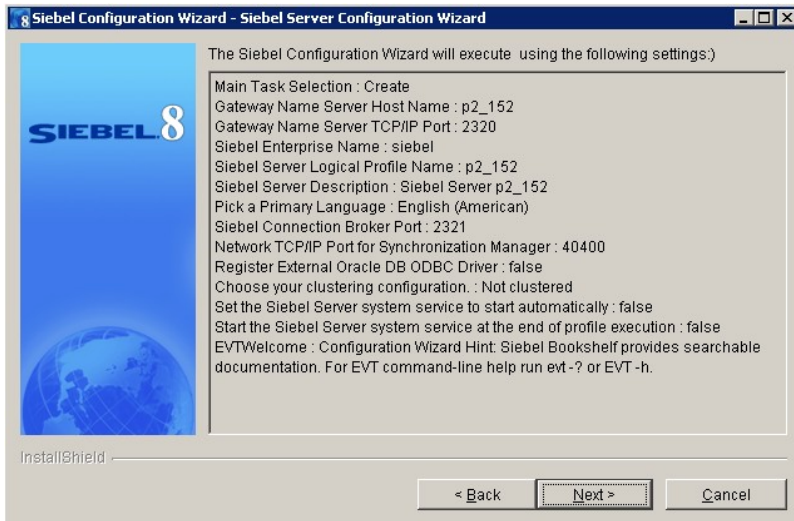 Siebel Configuration Wizard - Siebel Server Configuration Wizard
The Siebel Configuration Wizard will execute using the following settings:)
SIEBEL.8
Main Task Selection : Create
Gateway Name Server Host Name : p2_152
Gateway Name Server TCP/IP Port : 2320
Siebel Enterprise Name : siebel
Siebel Server Logical Profile Name : p2_152
Siebel Server Description : Siebel Server p2_152
Pick a Primary Language : English (American)
Siebel Connection Broker Port : 2321
Network TCP/IP Port for Synchronization Manager : 40400
Register External Oracle DB ODBC Driver : false
Choose your clustering configuration. : Not clustered
Set the Siebel Server system service to start automatically : false
Start the Siebel Server system service at the end of profile execution : false
EVTWelcome : Configuration Wizard Hint: Siebel Bookshelf provides searchable
documentation. For EVT command-line help run evt -? or EVT -h.
InstallShield
< Back
Next >
Cancel